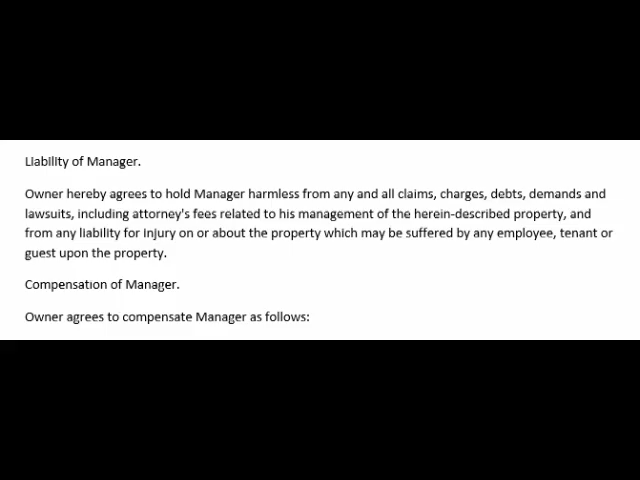 Liability of Manager.
Owner hereby agrees to hold Manager harmless from any and all claims, charges, debts, demands and
lawsuits, including attorney's fees related to his management of the herein-described property, and
from any liability for injury on or about the property which may be suffered by any employee, tenant or
guest upon the property.
Compensation of Manager.
Owner agrees to compensate Manager as follows: